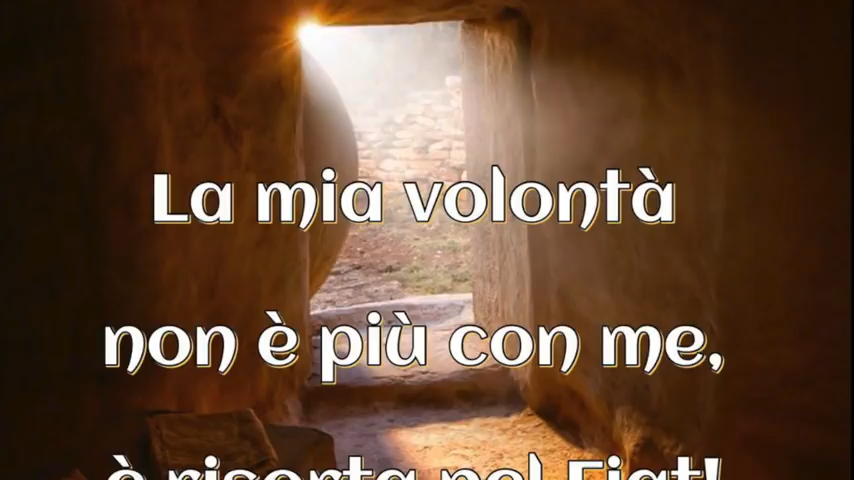 La mia volontà
non è più con me,
è risorta nel Fiat!